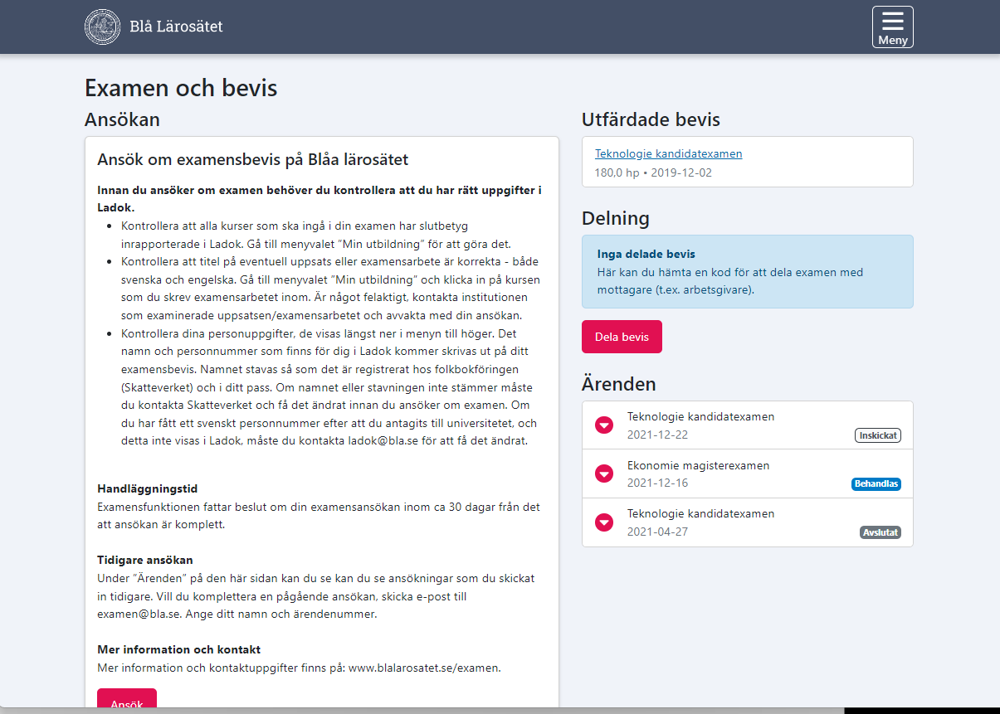 Blå Lärosätet
Meny
Examen och bevis
Ansökan
Ansök om examensbevis på Blåa lärosätet
Innan du ansöker om examen behöver du kontrollera att du har rätt uppgifter i
Ladok.
• Kontrollera att alla kurser som ska ingå i din examen har slutbetyg
inrapporterade i Ladok. Gå till menyvalet ”Min utbildning” för att göra det.
• Kontrollera att titel på eventuell uppsats eller examensarbete är korrekta - både
svenska och engelska. Gå till menyvalet ”Min utbildning” och klicka in på kursen
som du skrev examensarbetet inom. Är något felaktigt, kontakta institutionen
som examinerade uppsatsen/examensarbetet och avvakta med din ansökan.
• Kontrollera dina personuppgifter, de visas längst ner i menyn till höger. Det
namn och personnummer som finns för dig i Ladok kommer skrivas ut på ditt
examensbevis. Namnet stavas så som det är registrerat hos folkbokföringen
(Skatteverket) och i ditt pass. Om namnet eller stavningen inte stämmer måste
du kontakta Skatteverket och få det ändrat innan du ansöker om examen. Om
du har fått ett svenskt personnummer efter att du antagits till universitetet, och
detta inte visas i Ladok, måste du kontakta ladok@bla.se för att få det ändrat.
Handläggningstid
Examensfunktionen fattar beslut om din examensansökan inom ca 30 dagar från det
att ansökan är komplett.
Tidigare ansökan
Under ”Ärenden” på den här sidan kan du se kan du se ansökningar som du skickat
in tidigare. Vill du komplettera en pågående ansökan, skicka e-post till
examen@bla.se. Ange ditt namn och ärendenummer.
Mer information och kontakt
Mer information och kontaktuppgifter finns på: www.blalarosatet.se/examen.
Ansök
Utfärdade bevis
Teknologie kandidatexamen
180,0 hp • 2019-12-02
Delning
Inga delade bevis
Här kan du hämta en kod för att dela examen med
mottagare (t.ex. arbetsgivare).
Dela bevis
Ärenden
Teknologie kandidatexamen
2021-12-22 Inskickat
Ekonomie magisterexamen
2021-12-16 Behandlas
Teknologie kandidatexamen
2021-04-27 Avslutat